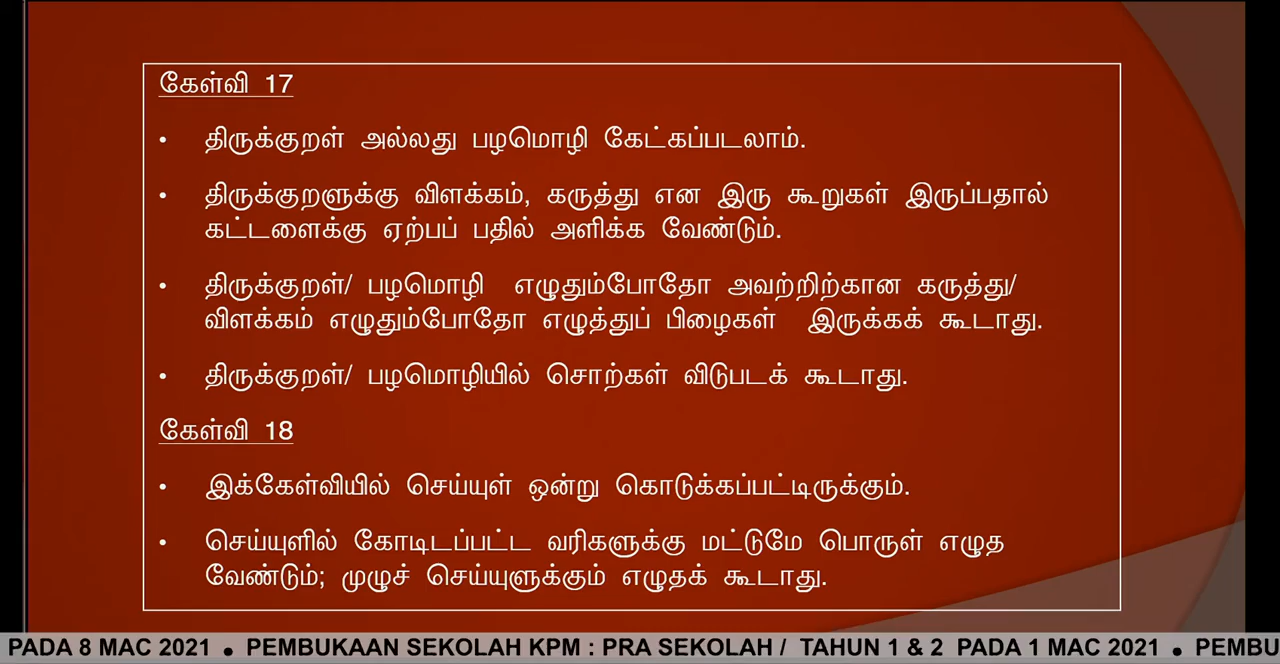 கேள்வி 17
• திருக்குறள் அல்லது பழமொழி கேட்கப்படலாம்.
• திருக்குறளுக்கு விளக்கம், கருத்து என இரு கூறுகள் இருப்பதால்
கட்டளைக்கு ஏற்பப் பதில் அளிக்க வேண்டும்.
• திருக்குறள்/ பழமொழி எழுதும்போதோ அவற்றிற்கான கருத்து/
விளக்கம் எழுதும்போதோ எழுத்துப் பிழைகள் இருக்கக் கூடாது.
• திருக்குறள்/ பழமொழியில் சொற்கள் விடுபடக் கூடாது.
கேள்வி 18
• இக்கேள்வியில் செய்யுள் ஒன்று கொடுக்கப்பட்டிருக்கும்.
• செய்யுளில் கோடிடப்பட்ட வரிகளுக்கு மட்டுமே பொருள் எழுத
வேண்டும்; முழுச் செய்யுளுக்கும் எழுதக் கூடாது.
PADA 8 MAC 2021 ● PEMBUKAAN SEKOLAH KPM : PRA SEKOLAH / TAHUN 1 & 2 PADA 1 MAC 2021 ● PEMBU